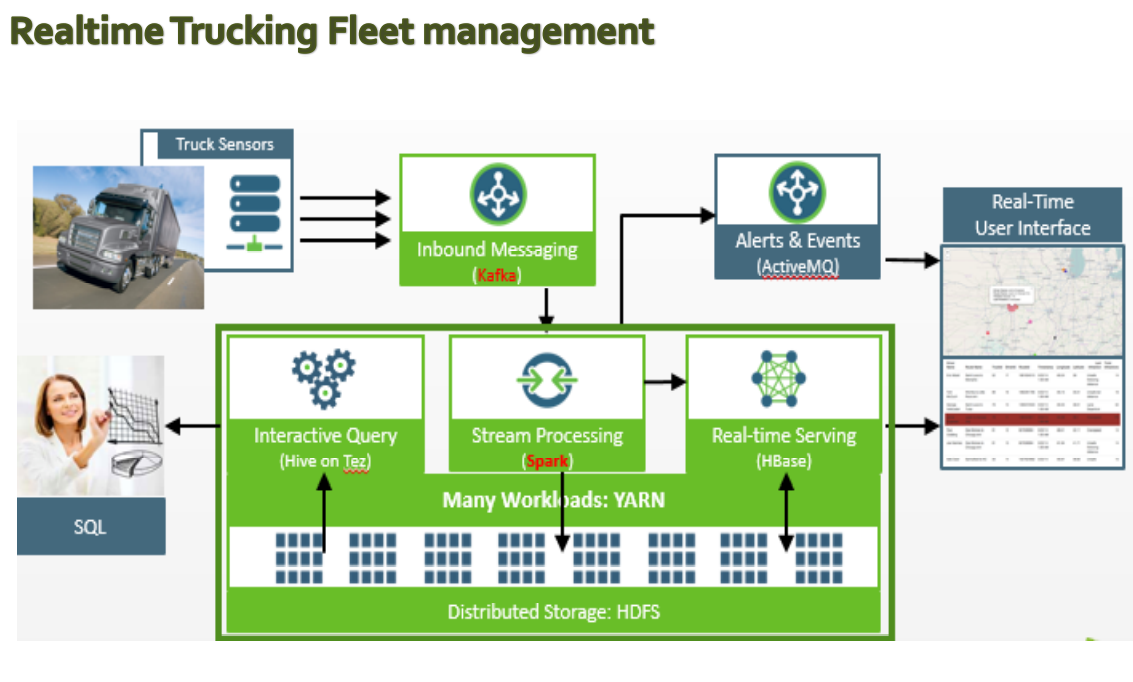 Realtime Trucking Fleet management
Truck Sensors
Inbound Messaging
(Kafka)
Alerts & Events
(ActiveMQ)
Real-Time
User Interface
Interactive Query
(Hive on Tez)
Stream Processing
(Spark)
Real-time Serving
(HBase)
Many Workloads: YARN
SQL
Distributed Storage: HDFS